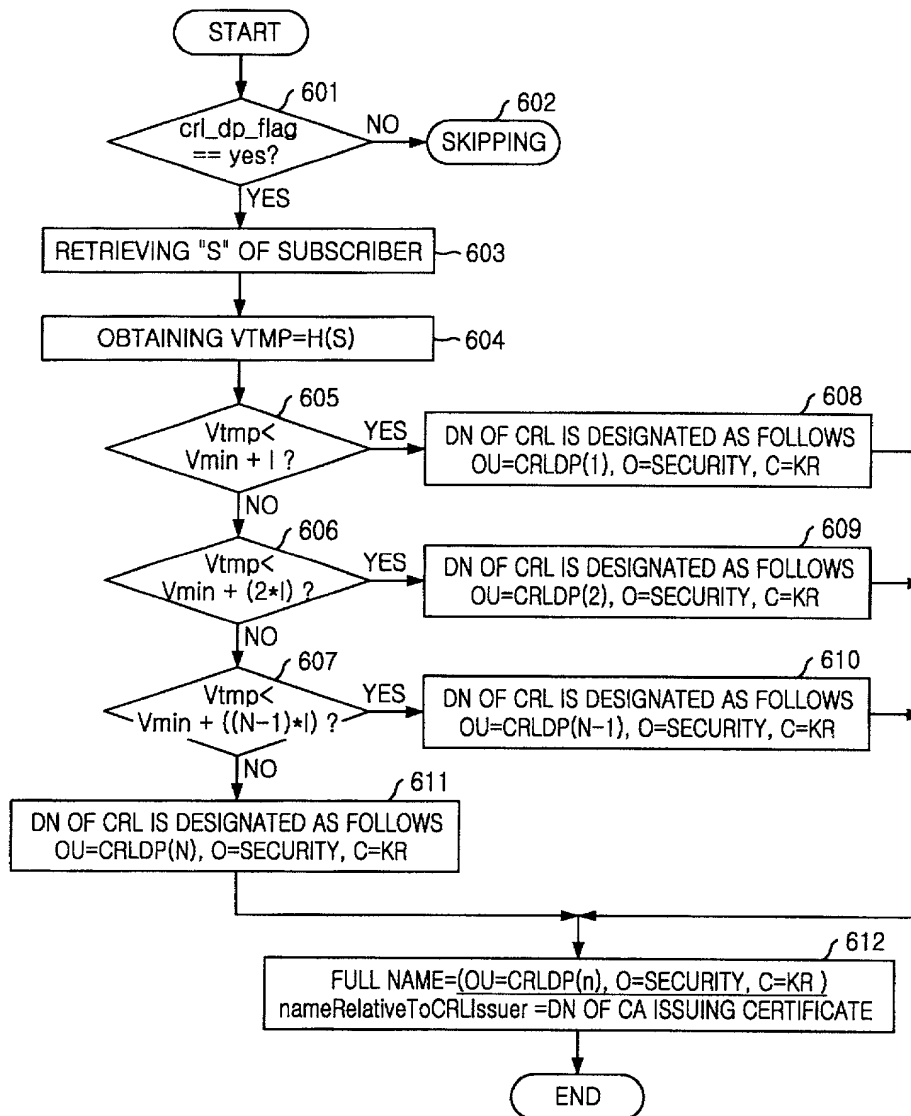 START
601
crl_dp_flag
== yes?
NO
602
SKIPPING
YES
RETRIEVING "S" OF SUBSCRIBER
603
OBTAINING VTMP=H(S)
604
605
Vtmp<
Vmin + I ?
YES
608
DN OF CRL IS DESIGNATED AS FOLLOWS
OU=CRLDP(1), O=SECURITY, C=KR
NO
606
Vtmp<
Vmin + (2*I) ?
YES
609
DN OF CRL IS DESIGNATED AS FOLLOWS
OU=CRLDP(2), O=SECURITY, C=KR
NO
607
Vtmp<
Vmin + ((N-1)*I) ?
YES
610
DN OF CRL IS DESIGNATED AS FOLLOWS
OU=CRLDP(N-1), O=SECURITY, C=KR
NO
611
DN OF CRL IS DESIGNATED AS FOLLOWS
OU=CRLDP(N), O=SECURITY, C=KR
612
FULL NAME=(OU=CRLDP(n), O=SECURITY, C=KR )
nameRelativeToCRLIssuer =DN OF CA ISSUING CERTIFICATE
END